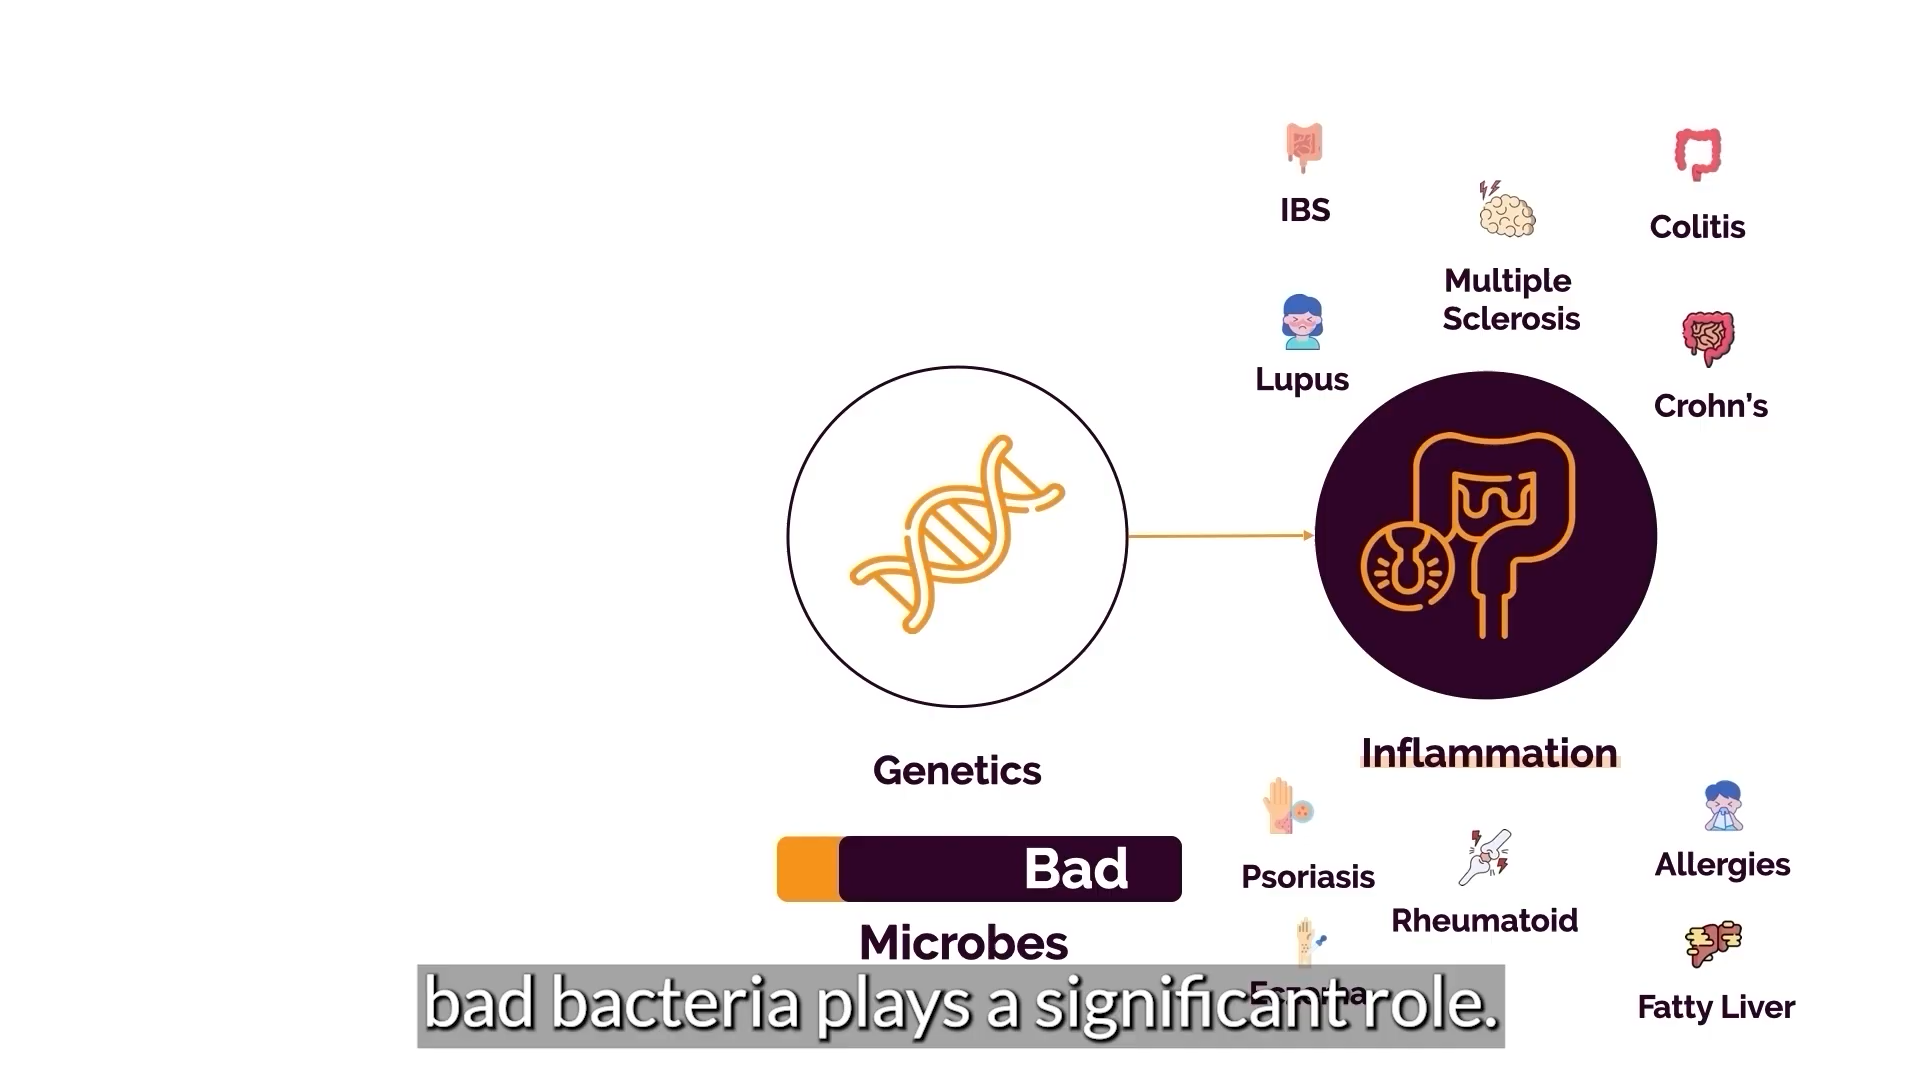 IBS
Multiple
Sclerosis
Colitis
Lupus
Crohn's
Genetics
Inflammation
Bad
Microbes
Psoriasis
Rheumatoid
Allergies
Eczema
Fatty Liver
bad bacteria plays a significant role.